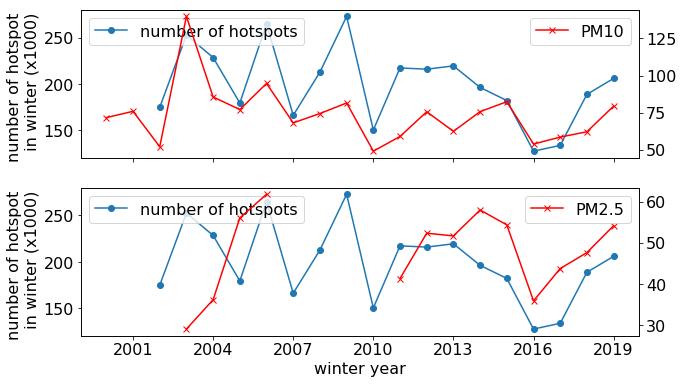 number of hotspot
in winter (x1000)
250
200
150
number of hotspots
PM10
125
100
75
50
number of hotspot
in winter (x1000)
250
200
150
number of hotspots
PM2.5
60
50
40
30
2001 2004 2007 2010 2013 2016 2019
winter year